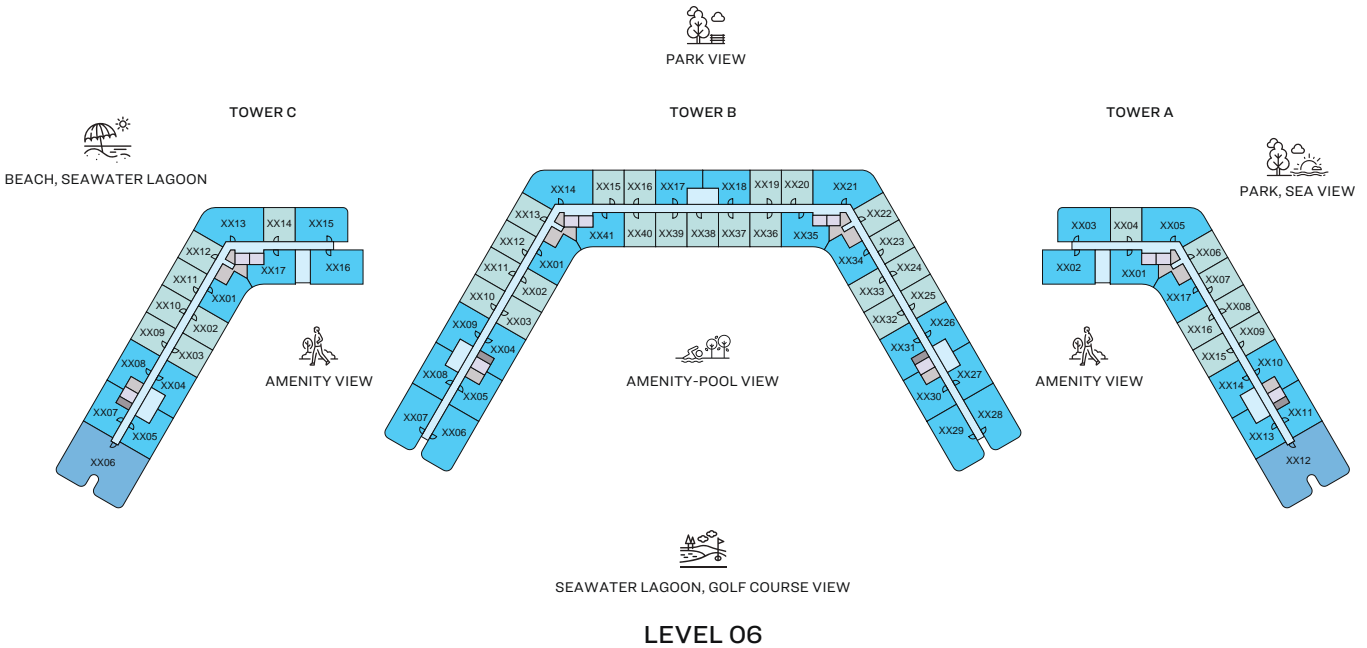 PARK VIEW
TOWER C
TOWER B
TOWER A
BEACH, SEAWATER LAGOON
PARK, SEA VIEW
XX13
XX14
XX15
XX12
XX17
XX16
XX11
XX01
XX10
XX02
XX09
XX03
XX08
XX04
XX07
XX05
XX06
XX14
XX15
XX16
XX17
XX18
XX19
XX20
XX21
XX13
XX41
XX40
XX39
XX38
XX37
XX36
XX35
XX22
XX12
XX01
XX34
XX23
XX11
XX02
XX33
XX24
XX10
XX03
XX32
XX25
XX09
XX04
XX31
XX26
XX08
XX05
XX30
XX27
XX07
XX06
XX29
XX28
XX03
XX04
XX05
XX02
XX01
XX06
XX17
XX07
XX16
XX08
XX15
XX09
XX14
XX10
XX13
XX11
XX12
AMENITY VIEW
AMENITY-POOL VIEW
AMENITY VIEW
SEAWATER LAGOON, GOLF COURSE VIEW
LEVEL 06